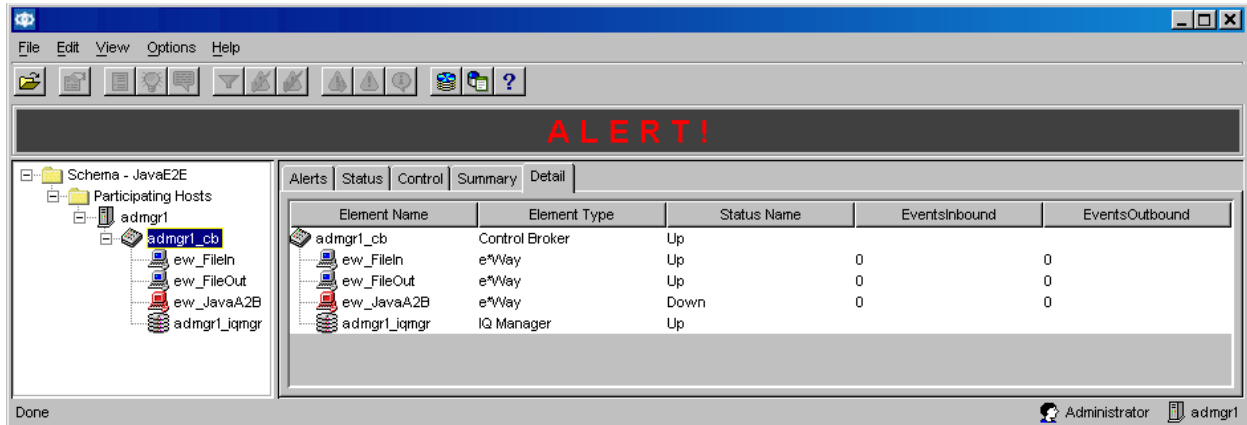 File Edit View Options Help
?
ALERT!
Schema - JavaE2E
Participating Hosts
admgr1
admgr1_cb
ew_FileIn
ew_FileOut
ew_JavaA2B
admgr1_iqmgr
Alerts Status Control Summary Detail
Element Name Element Type Status Name EventsInbound EventsOutbound
admgr1_cb Control Broker Up
ew_FileIn e*Way Up 0 0
ew_FileOut e*Way Up 0 0
ew_JavaA2B e*Way Down 0 0
admgr1_iqmgr IQ Manager Up
Done Administrator admgr1